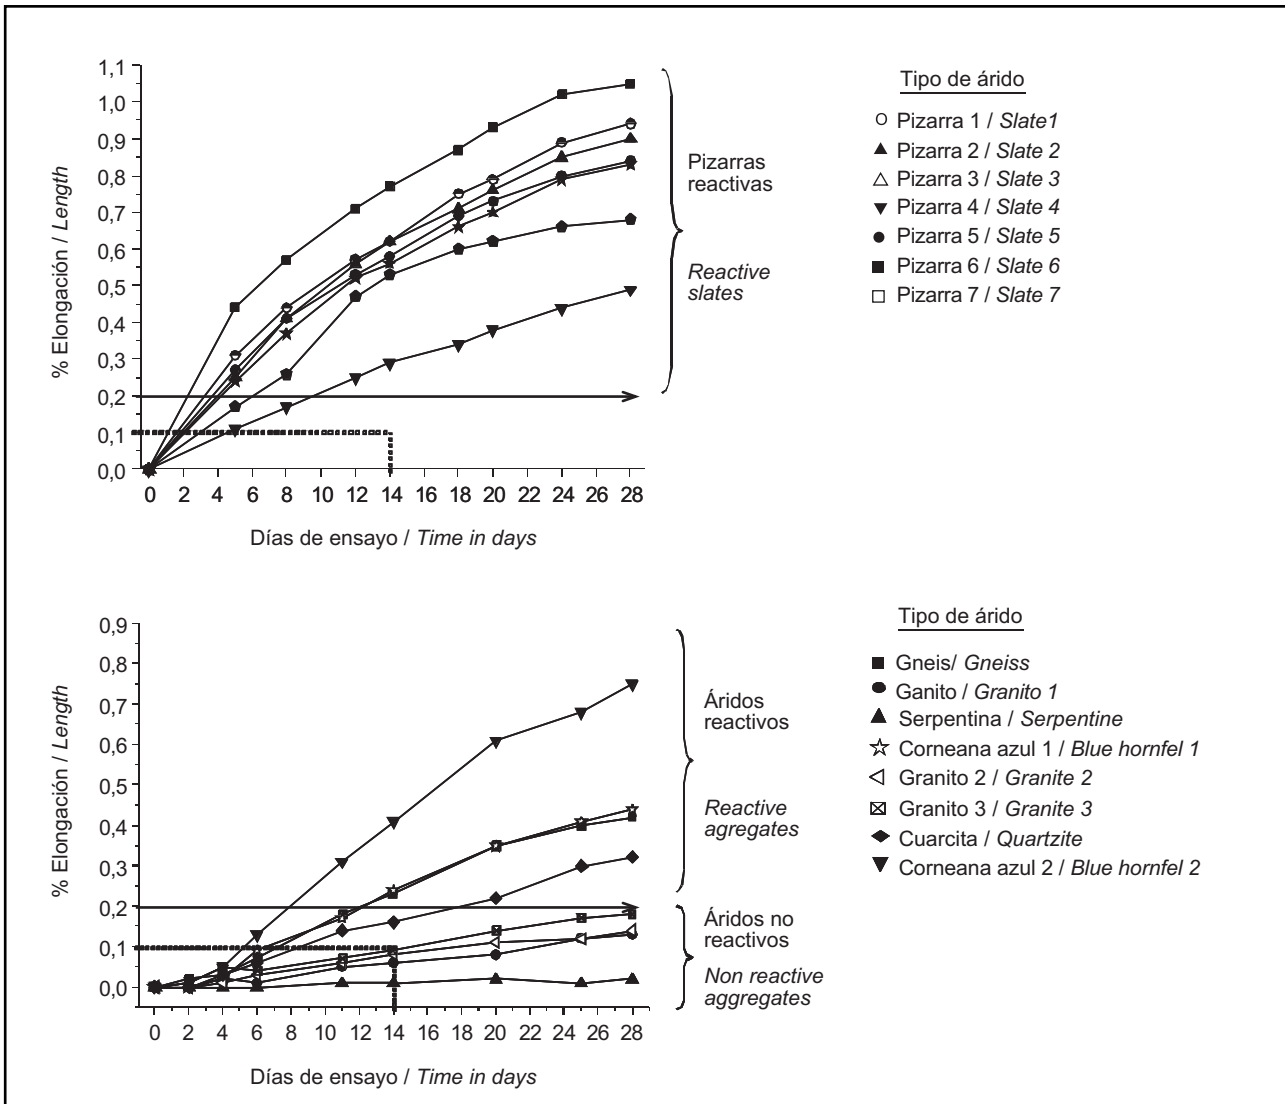 1,1
1,0
0,9
0,8
0,7
0,6
0,5
0,4
0,3
0,2
0,1
0,0
% Elongación / Length
0 2 4 6 8 10 12 14 16 18 20 22 24 26 28
Días de ensayo / Time in days
Pizarras
reactivas
Reactive
slates
Tipo de árido
Pizarra 1 / Slate1
Pizarra 2 / Slate 2
Pizarra 3 / Slate 3
Pizarra 4 / Slate 4
Pizarra 5 / Slate 5
Pizarra 6 / Slate 6
Pizarra 7 / Slate 7
0,9
0,8
0,7
0,6
0,5
0,4
0,3
0,2
0,1
0,0
% Elongación / Length
0 2 4 6 8 10 12 14 16 18 20 22 24 26 28
Días de ensayo / Time in days
Áridos
reactivos
Reactive
agregates
Áridos no
reactivos
Non reactive
aggregates
Tipo de árido
Gneis/ Gneiss
Ganito / Granito 1
Serpentina / Serpentine
Corneana azul 1 / Blue hornfel 1
Granito 2 / Granite 2
Granito 3 / Granite 3
Cuarcita / Quartzite
Corneana azul 2 / Blue hornfel 2